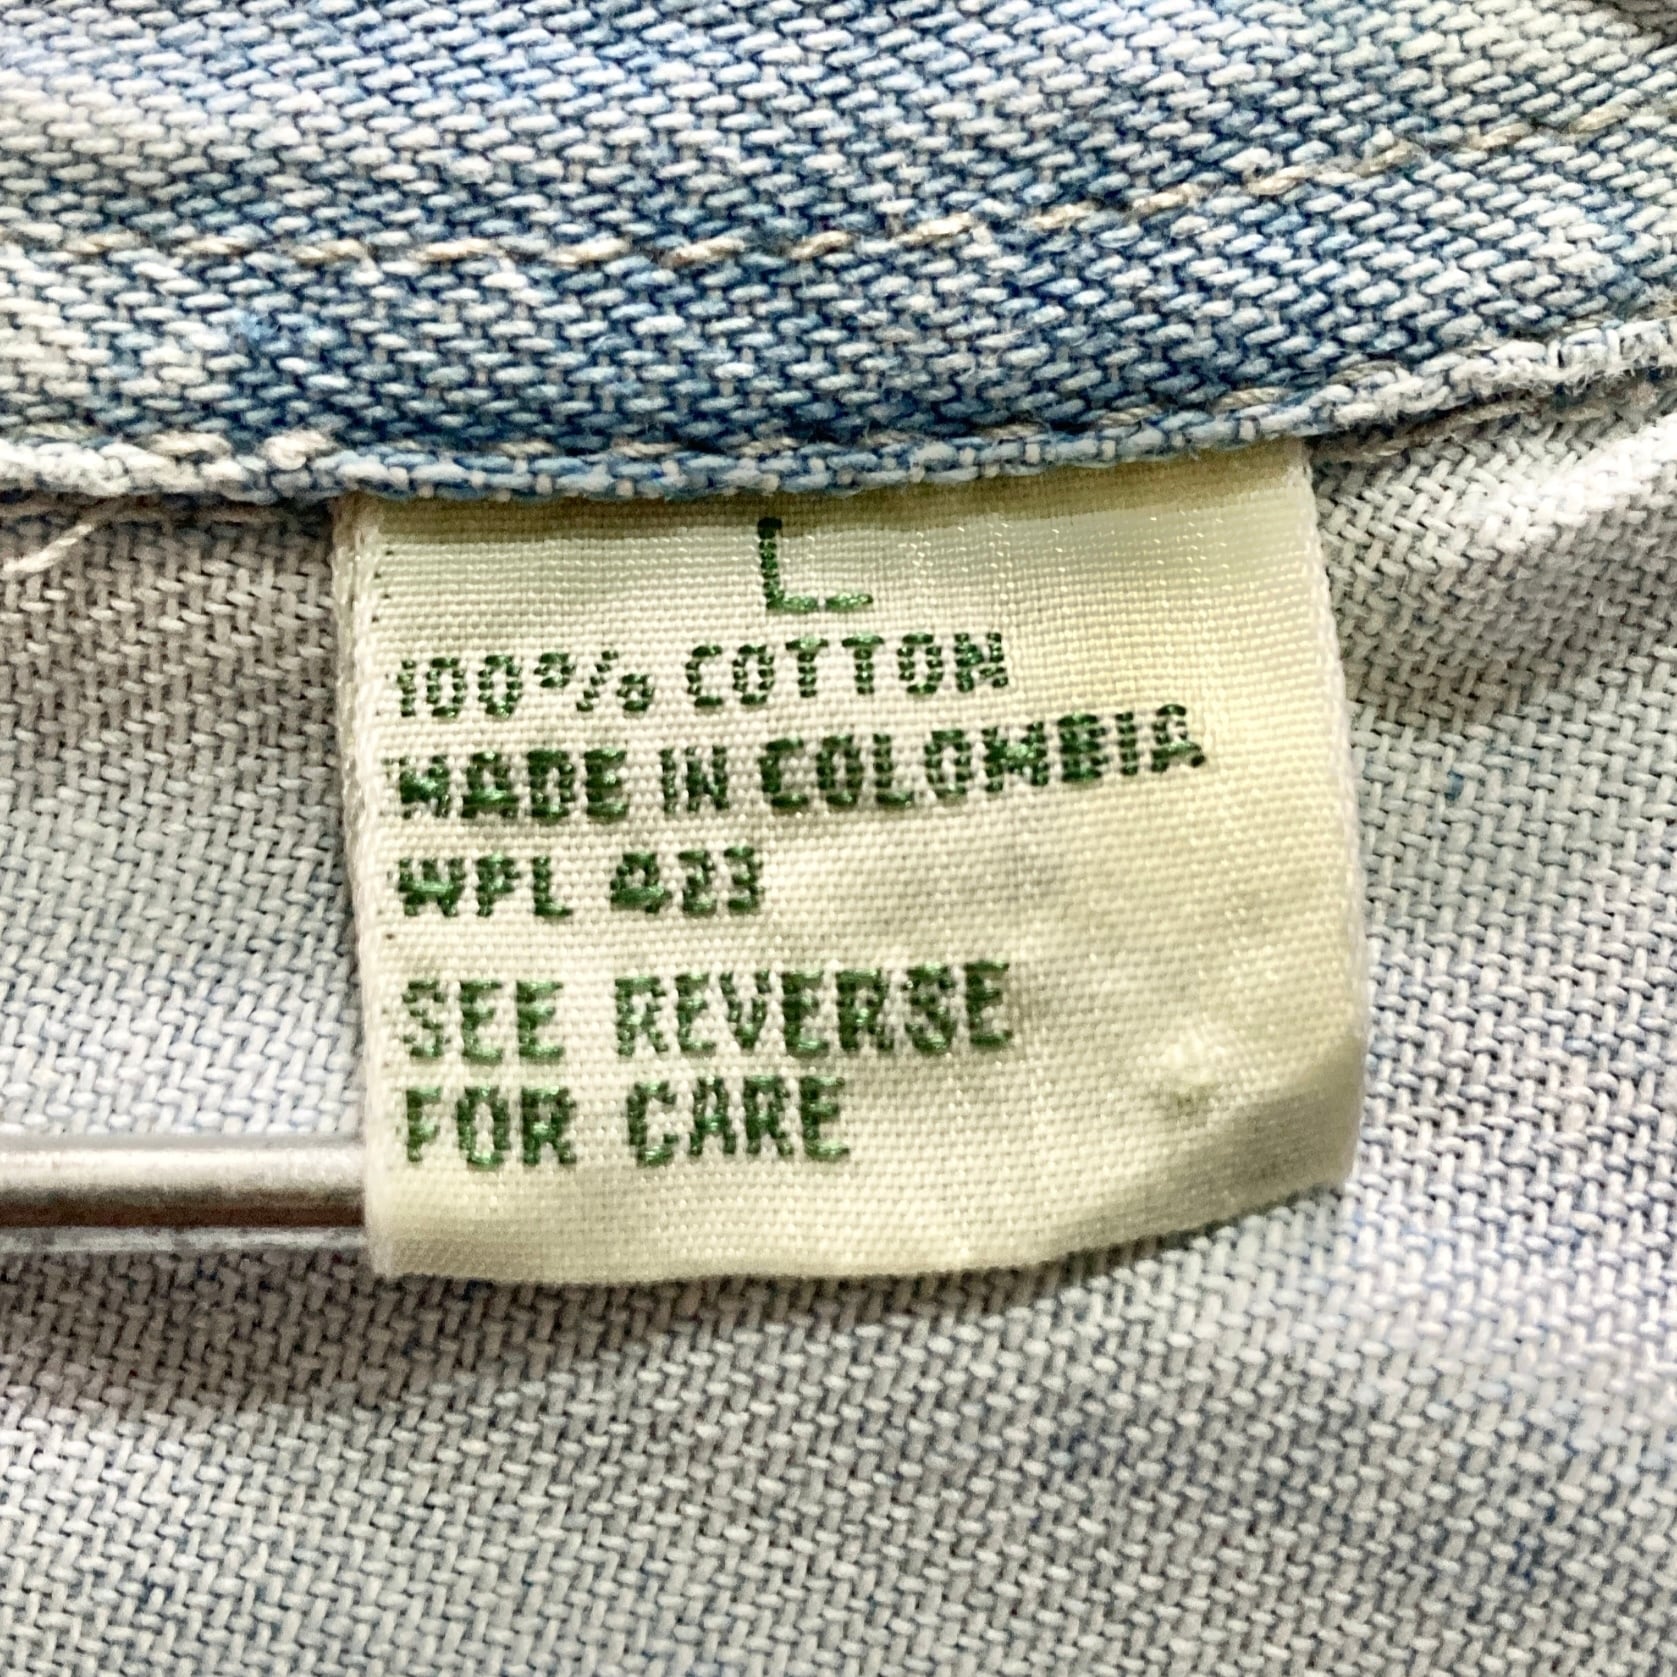 L
100% COTTON
MADE IN COLOMBIA
WPL 423
SEE REVERSE
FOR CARE